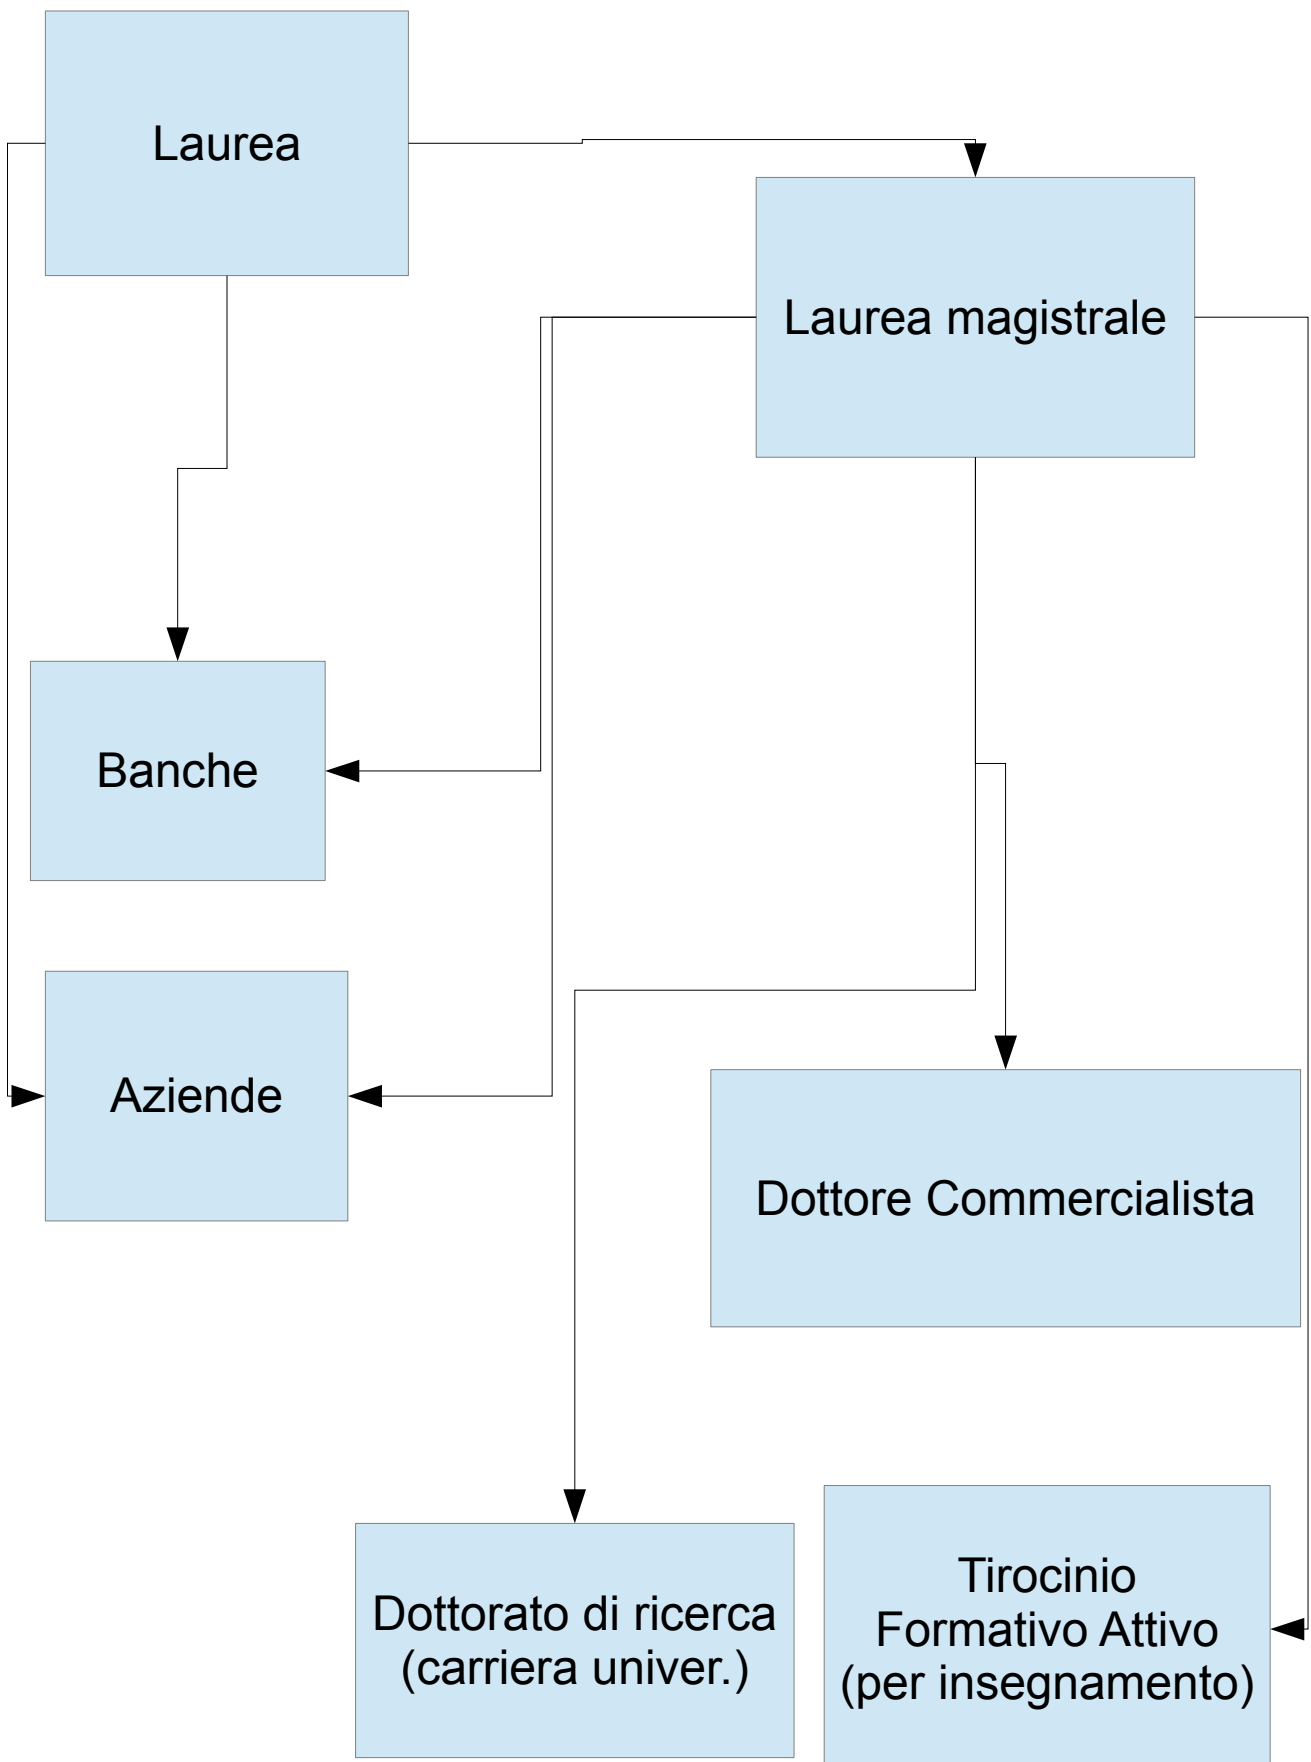 Laurea
Laurea magistrale
Banche
Aziende
Dottore Commercialista
Dottorato di ricerca
(carriera univer.)
Tirocinio
Formativo Attivo
(per insegnamento)